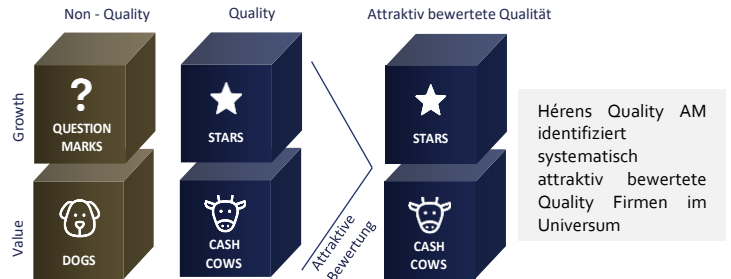 Non - Quality
Quality
Attraktiv bewertete Qualität
Growth
?
QUESTION
MARKS
STARS
STARS
Value
DOGS
CASH
COWS
Attraktive
Bewertung
CASH
COWS
Hérens Quality AM
identifiziert
systematisch
attraktiv bewertete
Quality Firmen im
Universum